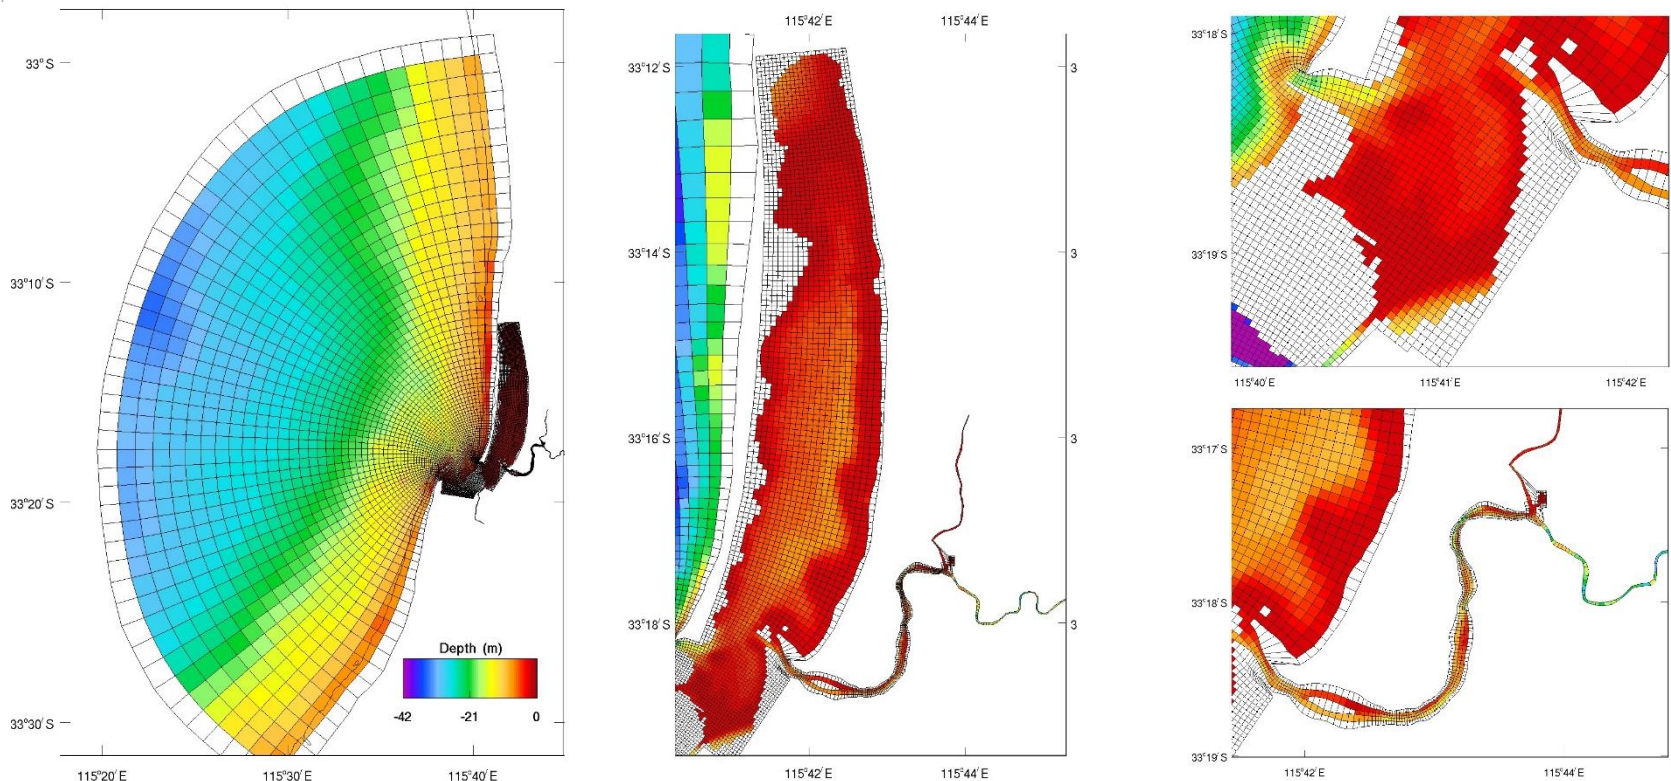 33° S
33°10′ S
33°20′ S
33°30′ S
115°20′ E
115°30′ E
115°40′ E
Depth (m)
-42
-21
0
115°42′ E
115°44′ E
33°12′ S
33°14′ S
33°16′ S
33°18′ S
3
3
3
3
115°42′ E
115°44′ E
33°18′ S
33°19′ S
115°40′ E
115°41′ E
115°42′ E
33°17′ S
33°18′ S
33°19′ S
115°42′ E
115°44′ E